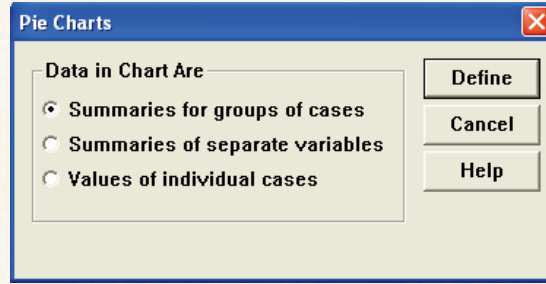 Pie Charts
Data in Chart Are
Summaries for groups of cases
Summaries of separate variables
Values of individual cases
Define
Cancel
Help